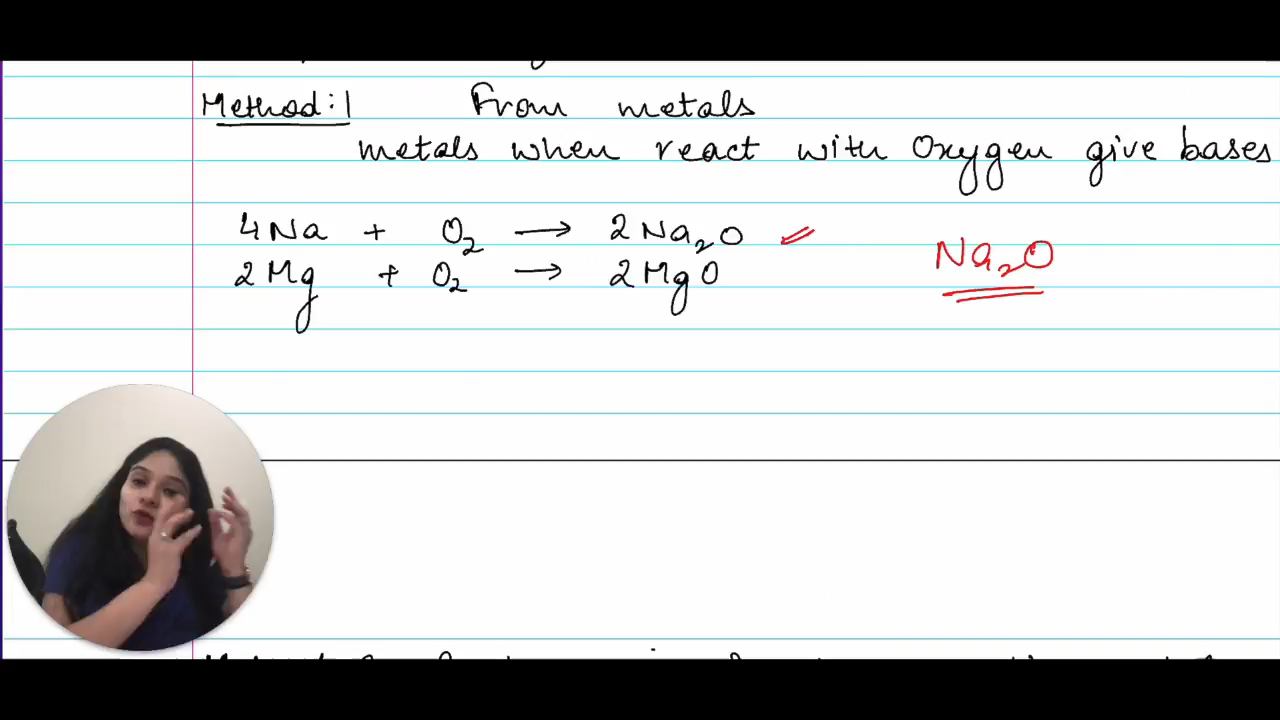 Method:1 From metals
metals when react with Oxygen give bases
4Na + O₂ → 2Na₂O
2Mg + O₂ → 2MgO
Na₂O